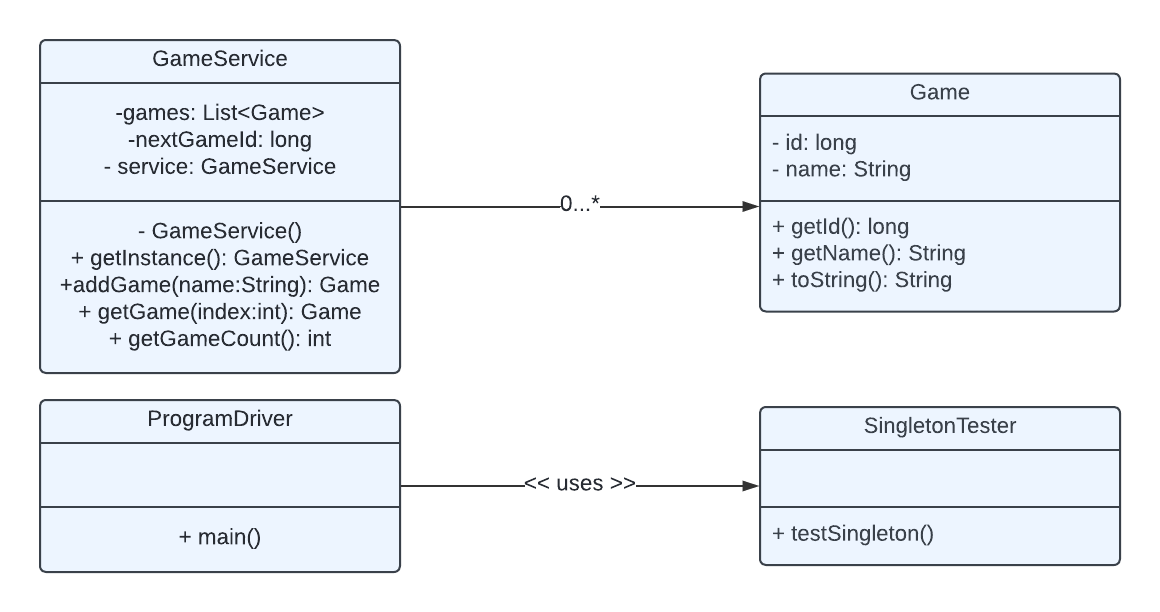 GameService
-games: List<Game>
-nextGameId: long
- service: GameService
- GameService()
+ getInstance(): GameService
+addGame(name:String): Game
+ getGame(index:int): Game
+ getGameCount(): int
0...*
Game
- id: long
- name: String
+ getId(): long
+ getName(): String
+ toString(): String
ProgramDriver
+ main()
<< uses >>
SingletonTester
+ testSingleton()